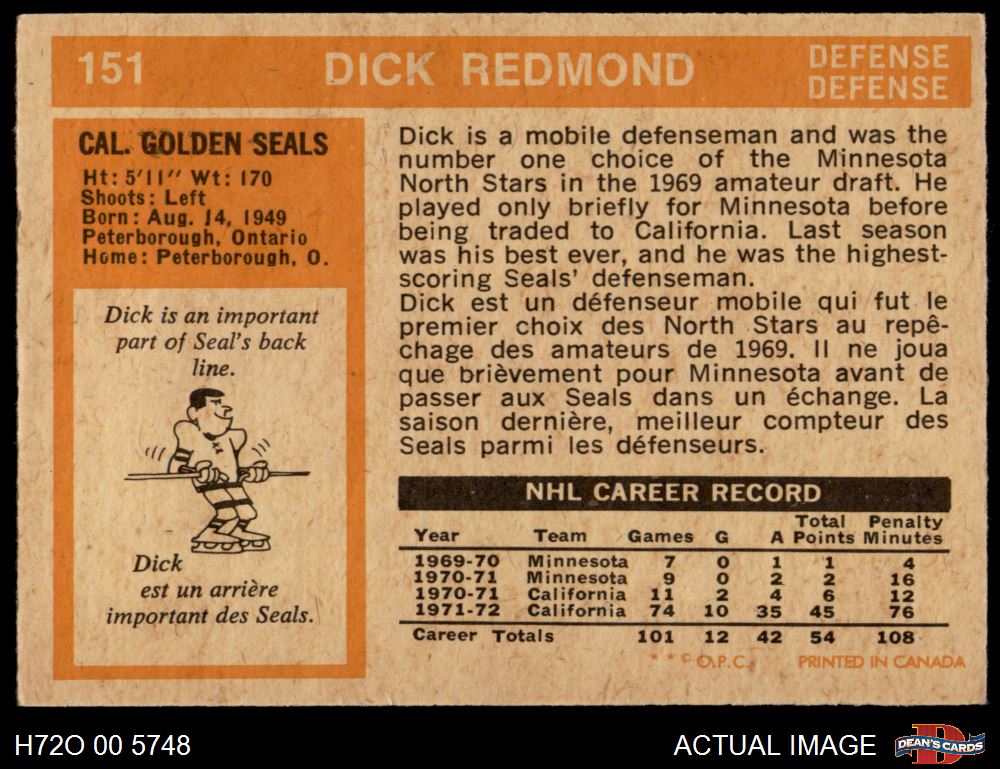 151 DICK REDMOND DEFENSE
DEFENSE
CAL. GOLDEN SEALS
Ht: 5'11" Wt: 170
Shoots: Left
Born: Aug. 14, 1949
Peterborough, Ontario
Home: Peterborough, O.
Dick is an important
part of Seal's back
line.
Dick
est un arrière
important des Seals.
Dick is a mobile defenseman and was the
number one choice of the Minnesota
North Stars in the 1969 amateur draft. He
played only briefly for Minnesota before
being traded to California. Last season
was his best ever, and he was the highest-
scoring Seals' defenseman.
Dick est un défenseur mobile qui fut le
premier choix des North Stars au repê-
chage des amateurs de 1969. Il ne joua
que brièvement pour Minnesota avant de
passer aux Seals dans un échange. La
saison dernière, meilleur compteur des
Seals parmi les défenseurs.
NHL CAREER RECORD
Year Team Games G A Total Points Penalty Minutes
1969-70 Minnesota 7 0 1 1 4
1970-71 Minnesota 9 0 2 2 16
1970-71 California 11 2 4 6 12
1971-72 California 74 10 35 45 76
Career Totals 101 12 42 54 108
* * © O.P.C. PRINTED IN CANADA
H72O 00 5748 ACTUAL IMAGE D DEAN'S CARDS